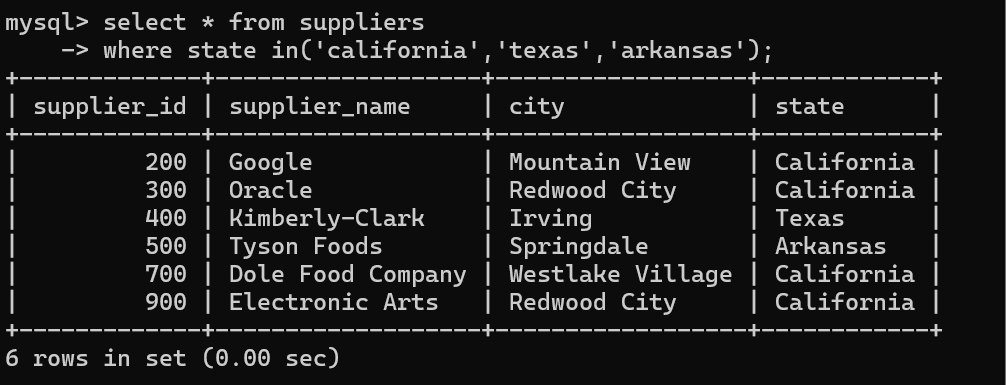 mysql> select * from suppliers
    -> where state in('california','texas','arkansas');
+-------------+-------------------+------------------+------------+
| supplier_id | supplier_name     | city             | state      |
+-------------+-------------------+------------------+------------+
|         200 | Google            | Mountain View    | California |
|         300 | Oracle            | Redwood City     | California |
|         400 | Kimberly-Clark    | Irving           | Texas      |
|         500 | Tyson Foods       | Springdale       | Arkansas   |
|         700 | Dole Food Company | Westlake Village | California |
|         900 | Electronic Arts   | Redwood City     | California |
+-------------+-------------------+------------------+------------+
6 rows in set (0.00 sec)